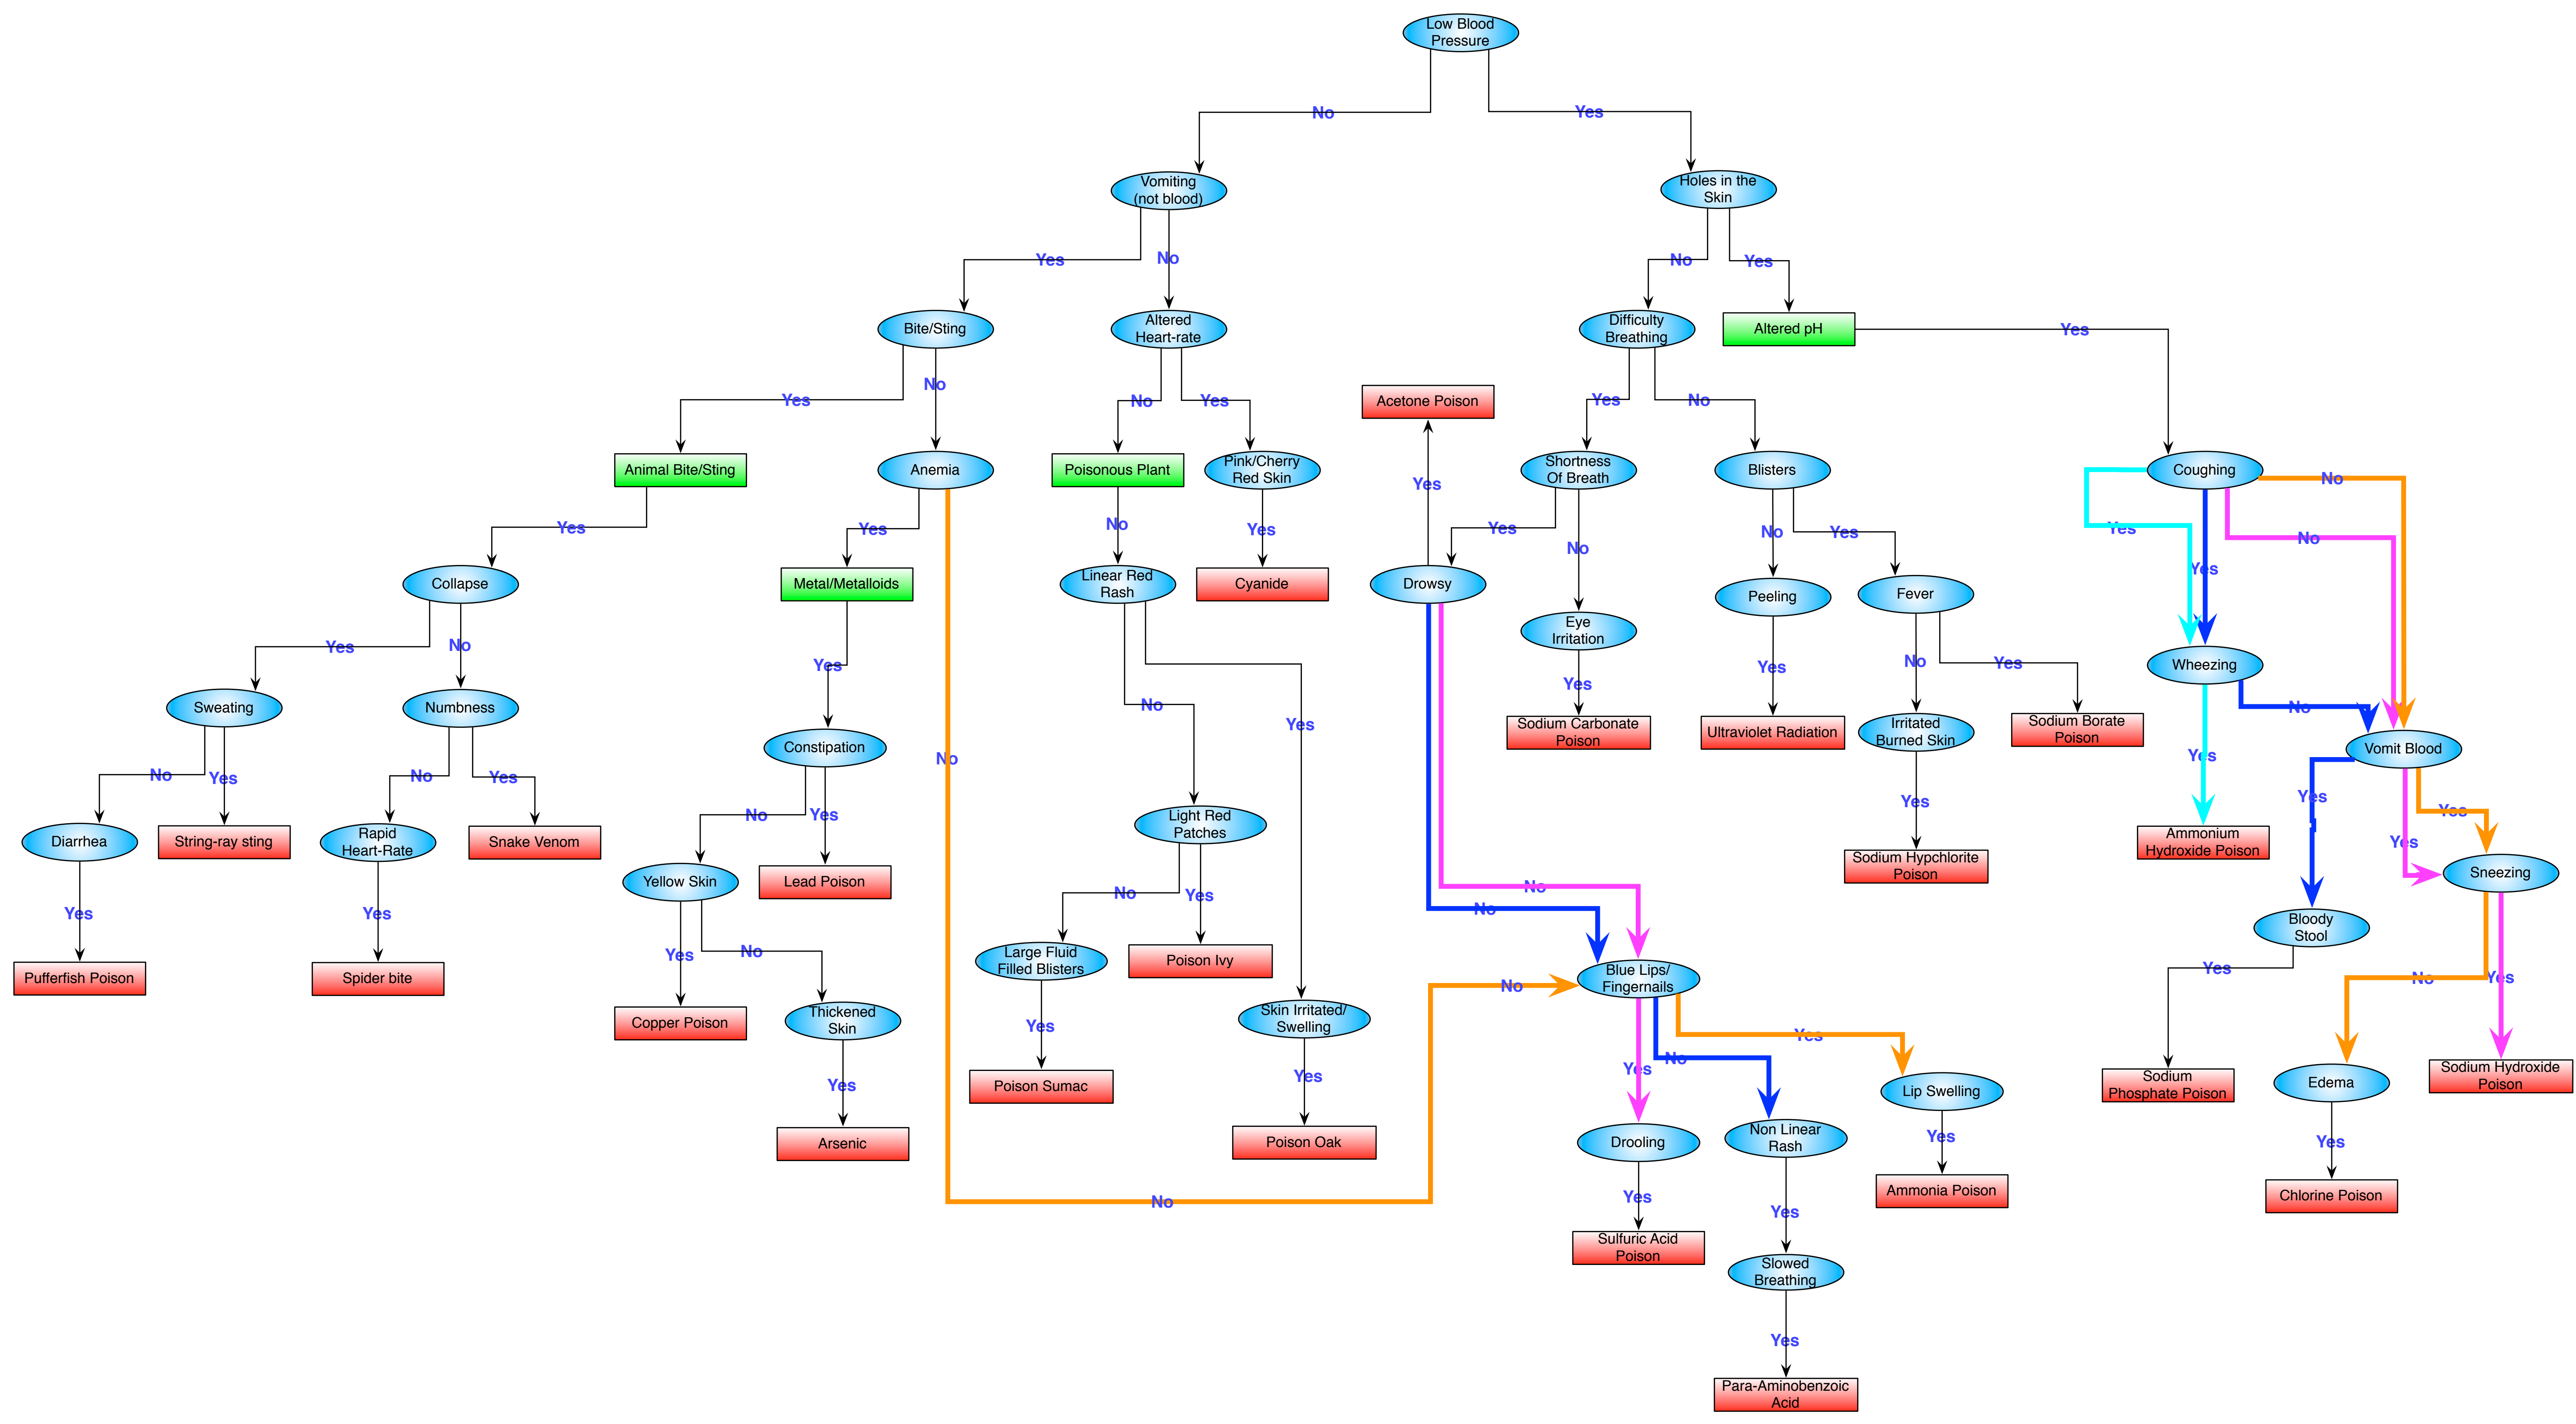 Low Blood
Pressure
No
Yes
Vomiting
(not blood)
Holes in the
Skin
Yes
No
No
Yes
Bite/Sting
Altered
Heart-rate
Difficulty
Breathing
Altered pH
Yes
Yes
No
No
Yes
Acetone Poison
Yes
No
Animal Bite/Sting
Anemia
Poisonous Plant
Pink/Cherry
Red Skin
Yes
Shortness
Of Breath
Blisters
Coughing
No
Yes
Yes
No
Yes
Yes
No
No
Yes
Yes
No
Yes
Collapse
Metal/Metalloids
Linear Red
Rash
Cyanide
Drowsy
Peeling
Fever
Yes
No
Yes
Eye
Irritation
Yes
Yes
No
Yes
Wheezing
Sweating
Numbness
Constipation
No
Yes
Sodium Carbonate
Poison
Ultraviolet Radiation
Irritated
Burned Skin
Sodium Borate
Poison
No
Vomit Blood
No
Yes
No
Yes
No
Yes
Yes
Yes
Yes
Diarrhea
String-ray sting
Rapid
Heart-Rate
Snake Venom
No
Yes
Light Red
Patches
Yes
Ammonium
Hydroxide Poison
Yes
Sneezing
Yes
Yes
Yellow Skin
Lead Poison
No
Yes
No
No
Sodium Hypchlorite
Poison
Bloody
Stool
Pufferfish Poison
Spider bite
Yes
No
Large Fluid
Filled Blisters
Poison Ivy
No
Blue Lips/
Fingernails
Yes
No
Yes
Copper Poison
Thickened
Skin
Yes
Skin Irritated/
Swelling
Yes
No
Yes
Yes
Poison Sumac
Yes
Lip Swelling
Sodium
Phosphate Poison
Edema
Sodium Hydroxide
Poison
Arsenic
Poison Oak
Drooling
Non Linear
Rash
Yes
Yes
No
Yes
Yes
Ammonia Poison
Chlorine Poison
Sulfuric Acid
Poison
Slowed
Breathing
Yes
Para-Aminobenzoic
Acid